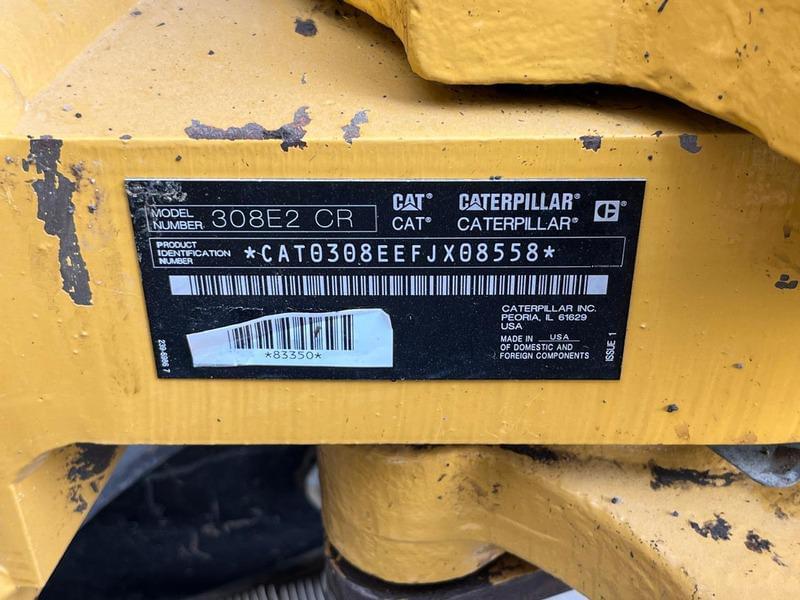 MODEL NUMBER 308E2 CR
CAT® CATERPILLAR®
CAT® CATERPILLAR®
PRODUCT IDENTIFICATION NUMBER *CAT0308EEFJX08558*
CATERPILLAR INC.
PEORIA, IL 61629
USA
MADE IN USA
OF DOMESTIC AND
FOREIGN COMPONENTS
ISSUE 1
*83350*